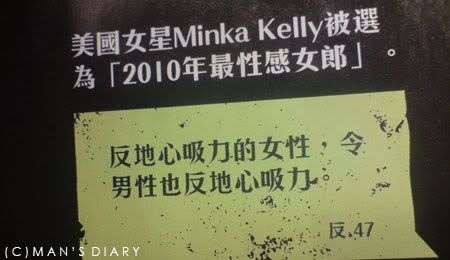 美國女星Minka Kelly被選
為「2010年最性感女郎」。
反地心吸力的女性，令
男性也反地心吸力。
反.47
(C)MAN'S DIARY